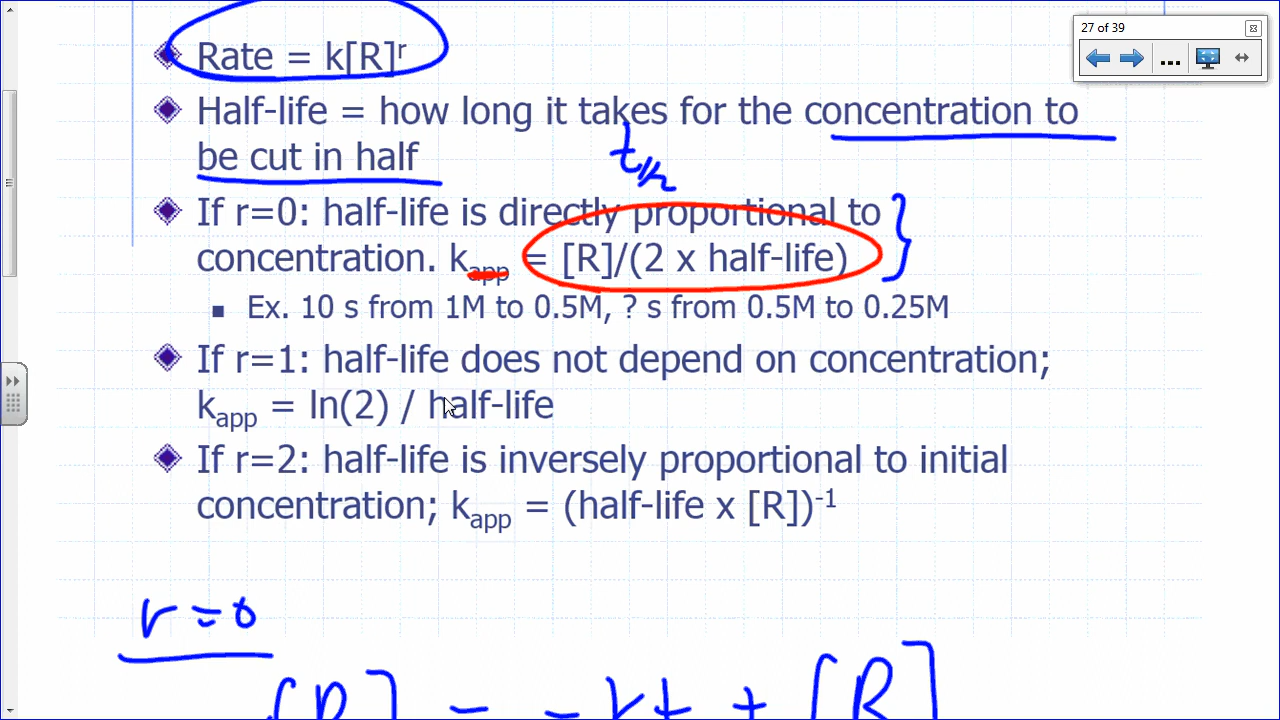 27 of 39
Rate = k[R]^r
Half-life = how long it takes for the concentration to
be cut in half
t1/2
If r=0: half-life is directly proportional to
concentration. k_app = [R]/(2 x half-life)
Ex. 10 s from 1M to 0.5M, ? s from 0.5M to 0.25M
If r=1: half-life does not depend on concentration;
k_app = ln(2) / half-life
If r=2: half-life is inversely proportional to initial
concentration; k_app = (half-life x [R])^-1
r = 0
[R] = -kt + [R]